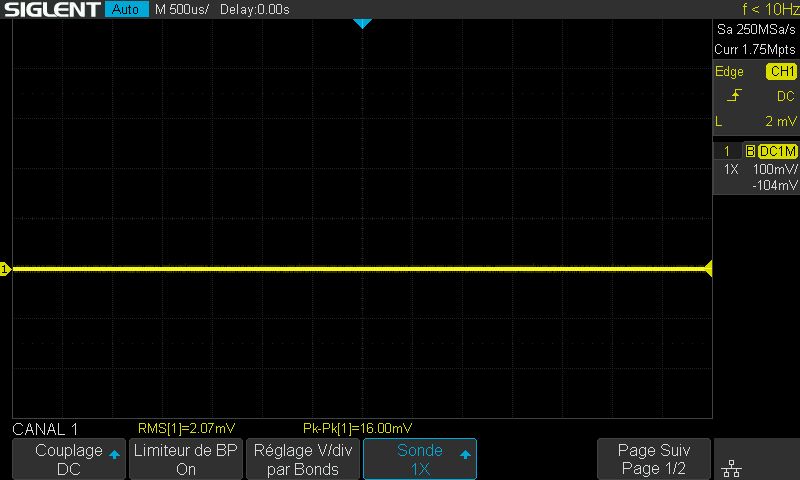 SIGLENT Auto M 500us/ Delay:0.00s f < 10Hz
Sa 250MSa/s
Curr 1.75Mpts
Edge CH1
DC
L 2 mV
1 B DC1M
1X 100mV/
-104mV
1
CANAL 1 RMS[1]=2.07mV Pk-Pk[1]=16.00mV
Couplage
DC
Limiteur de BP
On
Réglage V/div
par Bonds
Sonde
1X
Page Suiv
Page 1/2